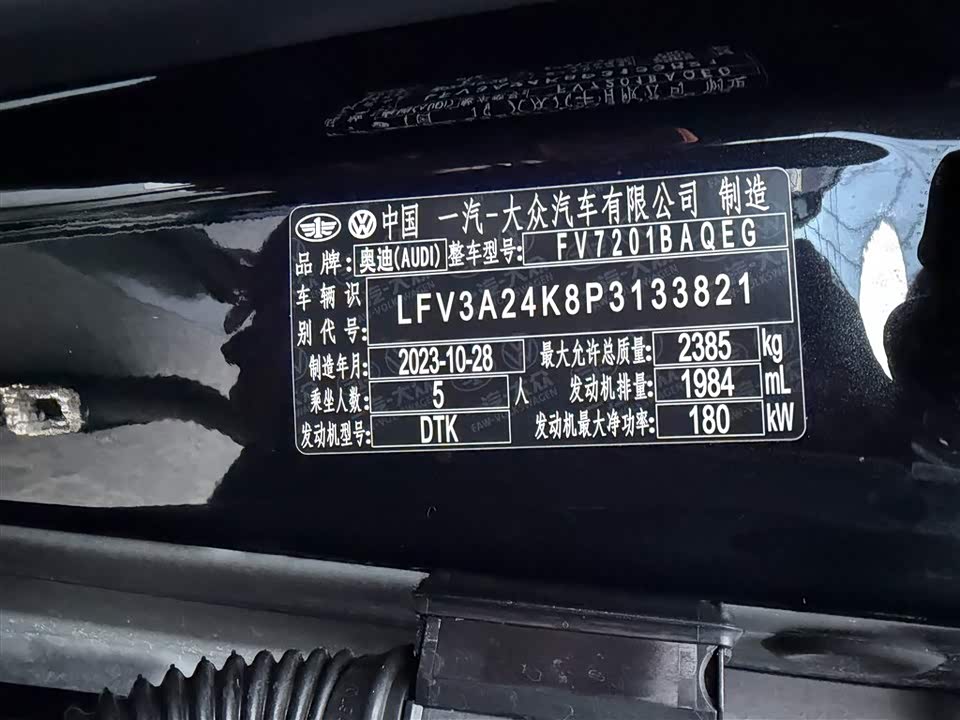 中国 一汽-大众汽车有限公司 制造
品牌: 奥迪(AUDI) 整车型号: FV7201BAQEG
车辆识别代号: LFV3A24K8P3133821
制造年月: 2023-10-28 最大允许总质量: 2385 kg
乘坐人数: 5 人 发动机排量: 1984 mL
发动机型号: DTK 发动机最大净功率: 180 kW